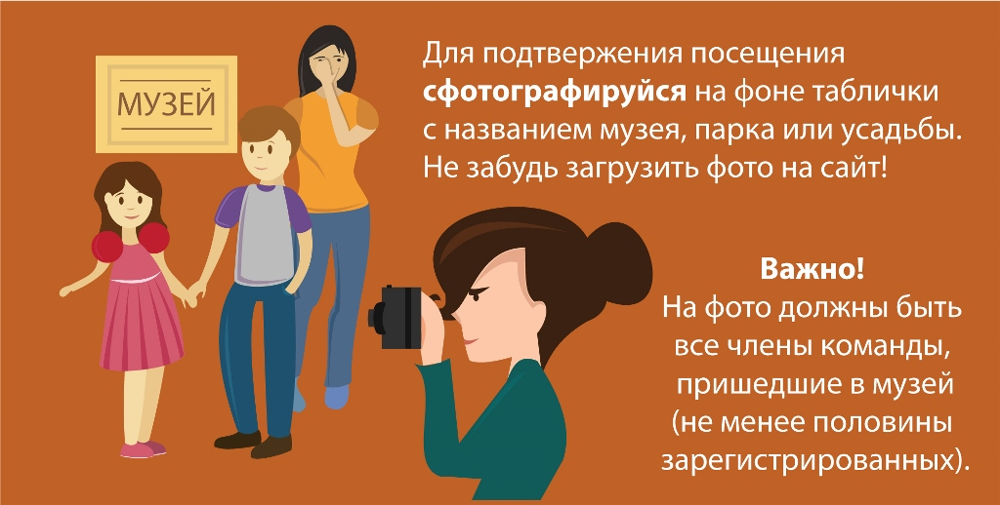 МУЗЕЙ
Для подтвержения посещения
сфотографируйся на фоне таблички
с названием музея, парка или усадьбы.
Не забудь загрузить фото на сайт!
Важно!
На фото должны быть
все члены команды,
пришедшие в музей
(не менее половины
зарегистрированных).